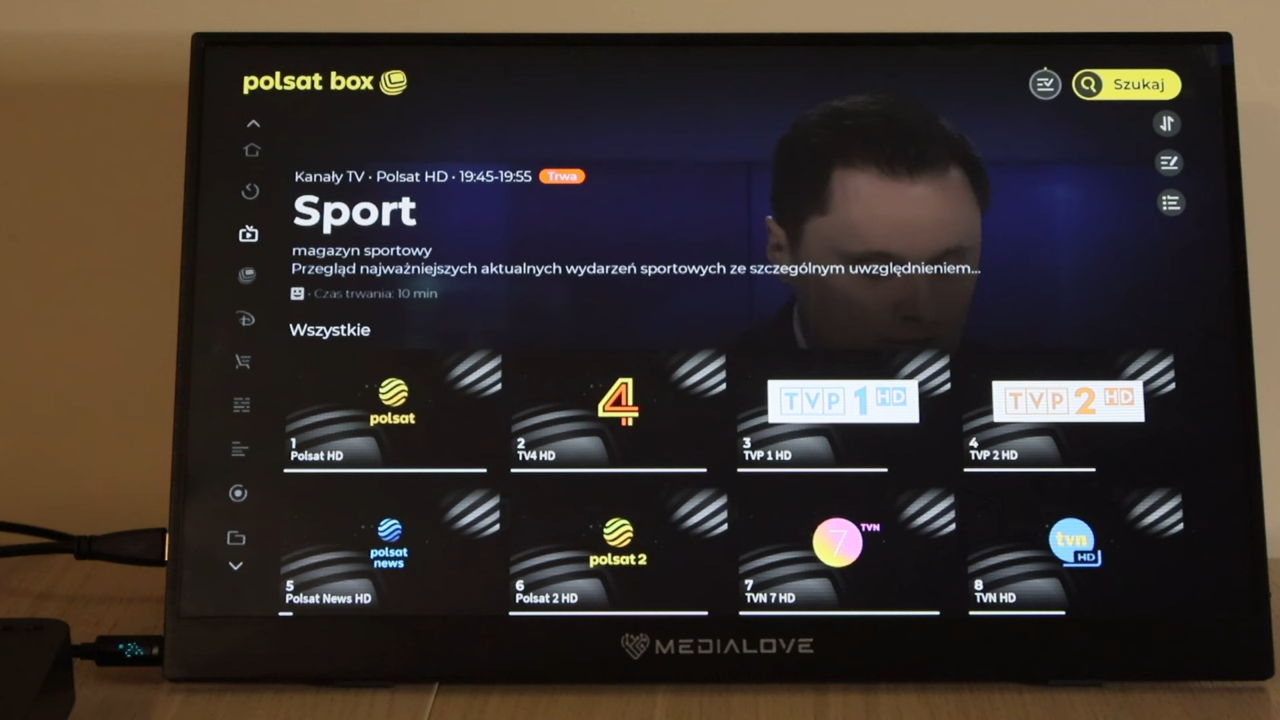 polsat box
Szukaj
Kanały TV · Polsat HD · 19:45-19:55 Trwa
Sport
magazyn sportowy
Przegląd najważniejszych aktualnych wydarzeń sportowych ze szczególnym uwzględnieniem...
· Czas trwania: 10 min
Wszystkie
polsat
1
Polsat HD
4
2
TV4 HD
TVP 1 HD
3
TVP 1 HD
TVP 2 HD
4
TVP 2 HD
polsat
news
5
Polsat News HD
polsat 2
6
Polsat 2 HD
7 TVN
7
TVN 7 HD
tvn
HD
8
TVN HD
MEDIALOVE